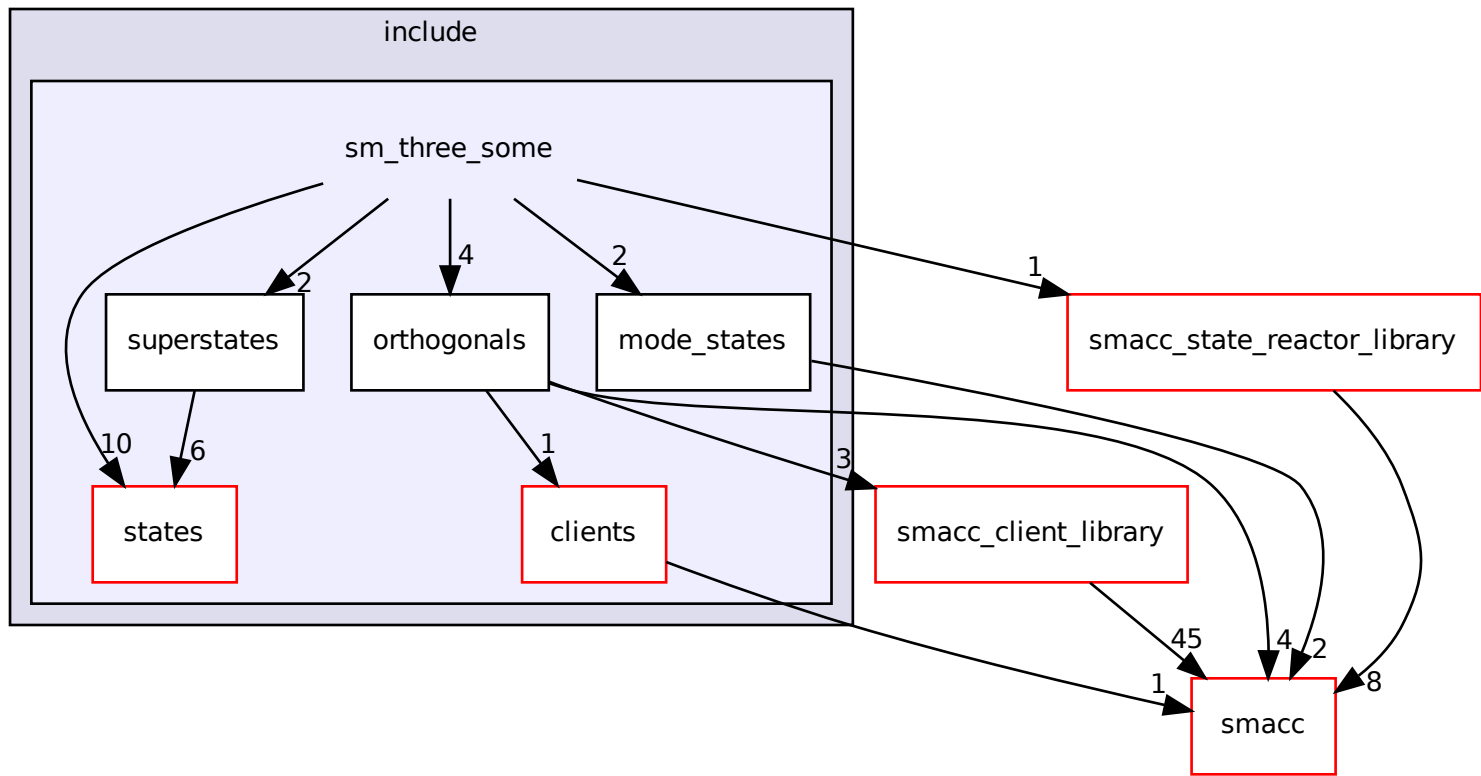 include
sm_three_some
2
4
2
1
superstates
orthogonals
mode_states
smacc_state_reactor_library
10
6
1
3
states
clients
smacc_client_library
45
4
2
1
8
smacc